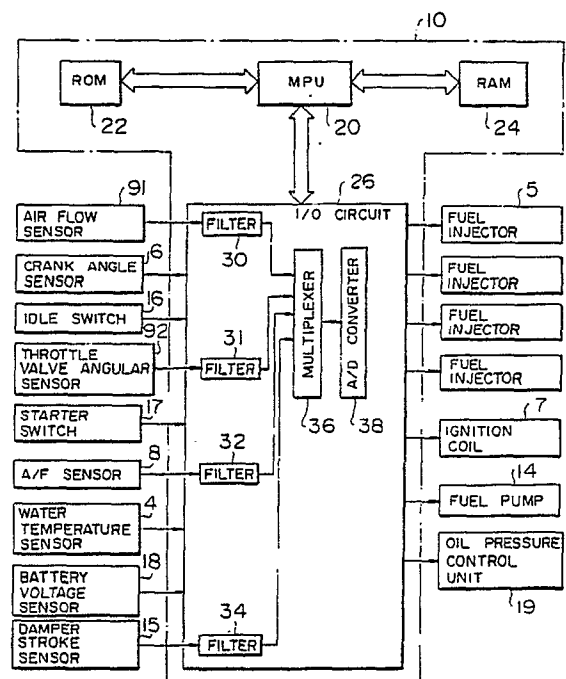 10
ROM
MPU
RAM
22
20
24
91
26
5
AIR FLOW
SENSOR
FILTER
30
I/O CIRCUIT
FUEL
INJECTOR
6
CRANK ANGLE
SENSOR
FUEL
INJECTOR
16
IDLE SWITCH
MULTIPLEXER
A/D CONVERTER
FUEL
INJECTOR
92
THROTTLE
VALVE ANGULAR
SENSOR
31
FILTER
36
38
FUEL
INJECTOR
17
STARTER
SWITCH
7
IGNITION
COIL
8
A/F SENSOR
32
FILTER
14
FUEL PUMP
4
WATER
TEMPERATURE
SENSOR
OIL PRESSURE
CONTROL
UNIT
19
18
BATTERY
VOLTAGE
SENSOR
15
DAMPER
STROKE
SENSOR
34
FILTER